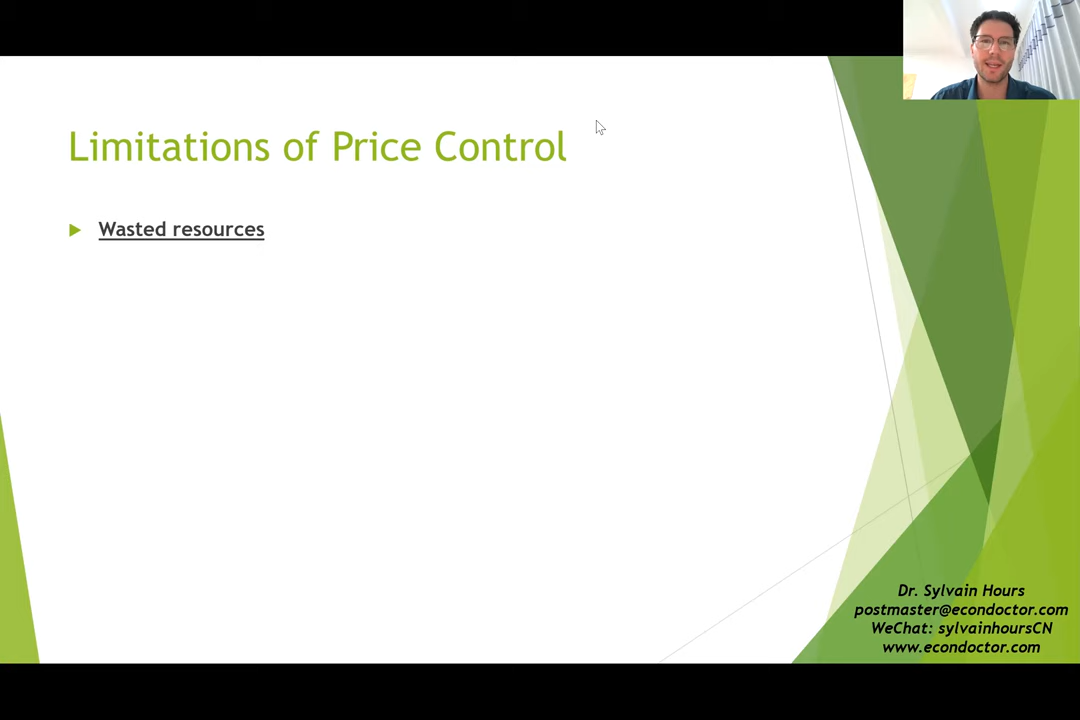 Limitations of Price Control
Wasted resources
Dr. Sylvain Hours
postmaster@econdoctor.com
WeChat: sylvainhoursCN
www.econdoctor.com